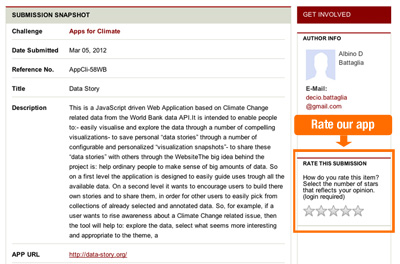 SUBMISSION SNAPSHOT
Challenge Apps for Climate
Date Submitted Mar 05, 2012
Reference No. AppCli-58WB
Title Data Story
Description This is a JavaScript driven Web Application based on Climate Change
related data from the World Bank data API.It is intended to enable people
to:- easily visualise and explore the data through a number of compelling
visualizations- to save personal “data stories” through a number of
configurable and personalized “visualization snapshots”- to share these
“data stories” with others through the WebsiteThe big idea behind the
project is: help ordinary people to make sense of big amounts of data. So
on a first level the application is designed to easily guide uses trough all the
available data. On a second level it wants to encourage users to build there
own stories and to share them, in order for other users to easily pick from
collections of already selected and annotated data. So, for example, if a
user wants to rise awareness about a Climate Changed related issue, then
the tool will help to: explore the data, select what seems more interesting
and appropriate to the theme, a
APP URL http://data-story.org/
GET INVOLVED
AUTHOR INFO
Albino D
Battaglia
E-Mail:
decio.battaglia
@gmail.com
Rate our app
RATE THIS SUBMISSION
How do you rate this item?
Select the number of stars
that reflects your opinion.
(login required)